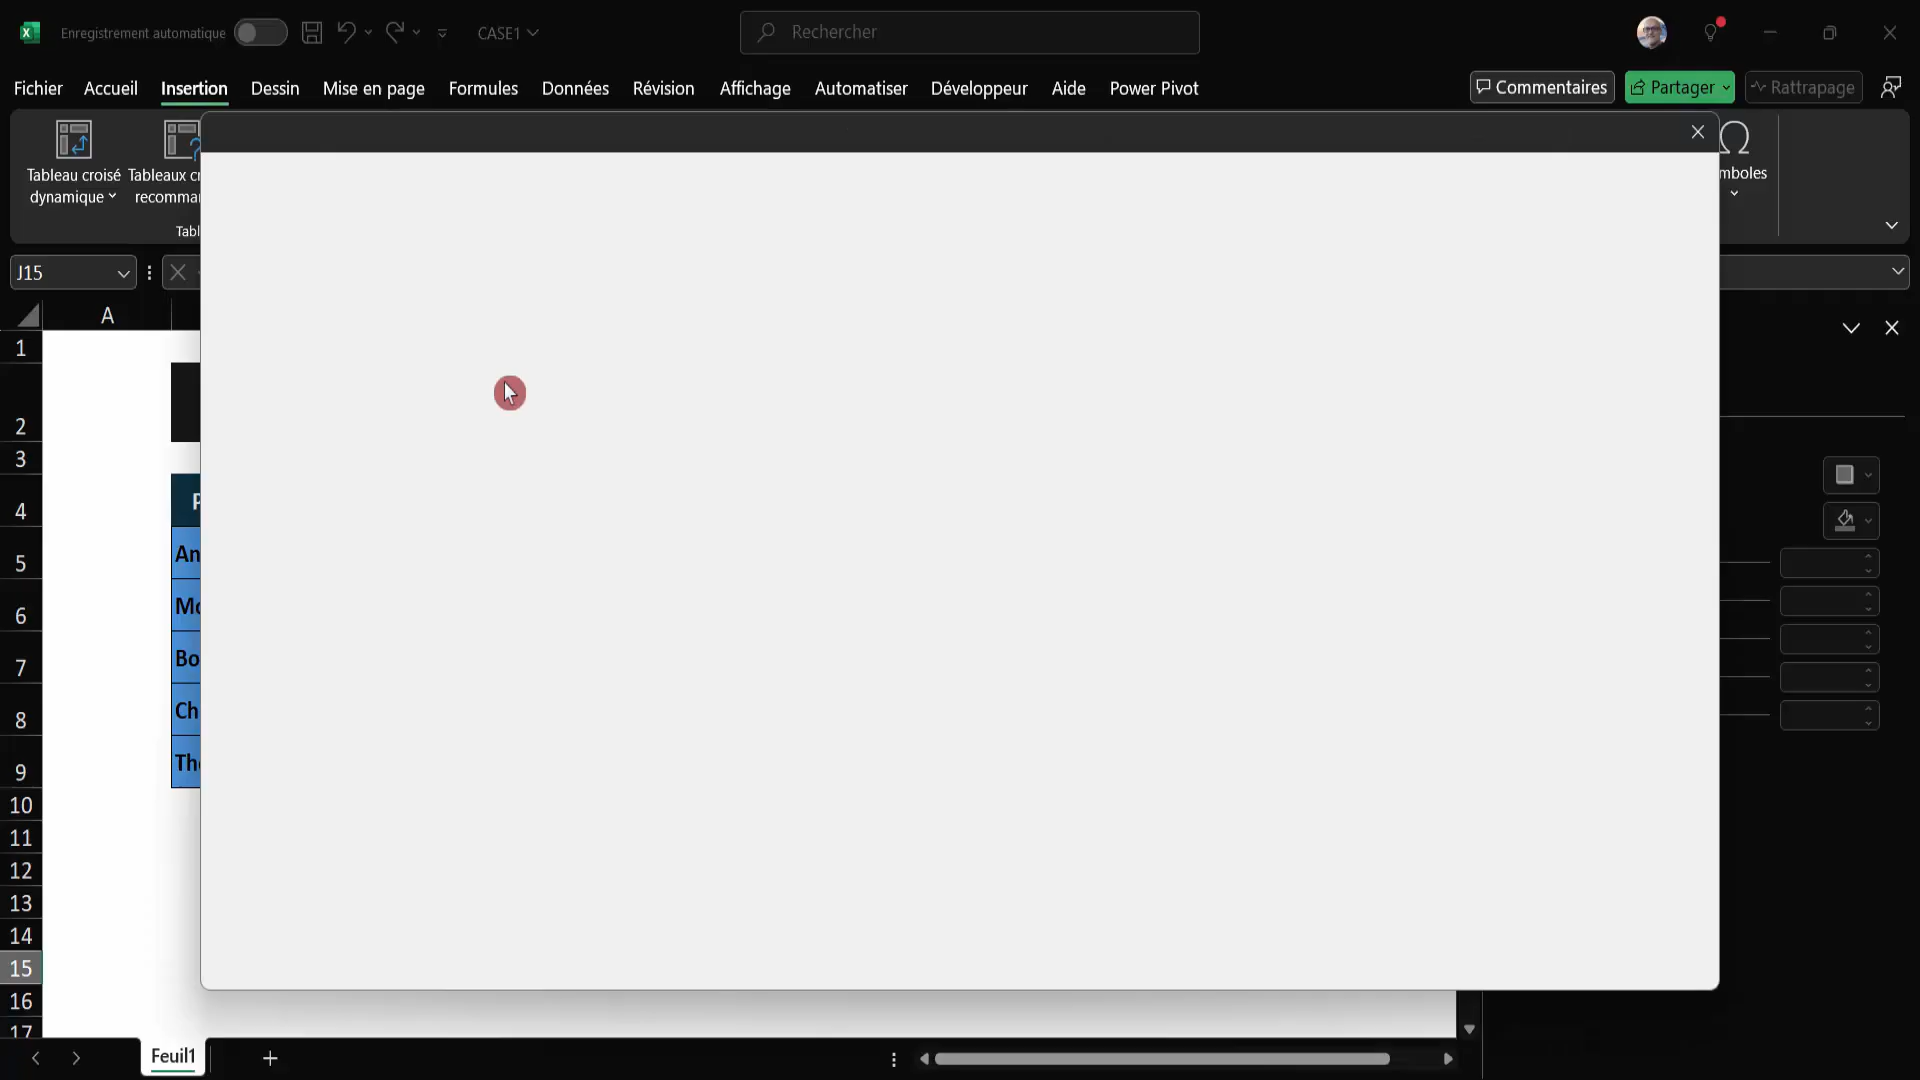 Enregistrement automatique
CASE1
Rechercher
Fichier Accueil Insertion Dessin Mise en page Formules Données Révision Affichage Automatiser Développeur Aide Power Pivot
Commentaires Partager Rattrapage
Tableau croisé
dynamique
Tableaux cr
recomman
Tabl
mboles
J15
A
1
2
3
4 P
5 An
6 Mo
7 Bo
8 Ch
9 Tho
10
11
12
13
14
15
16
17
Feuil1